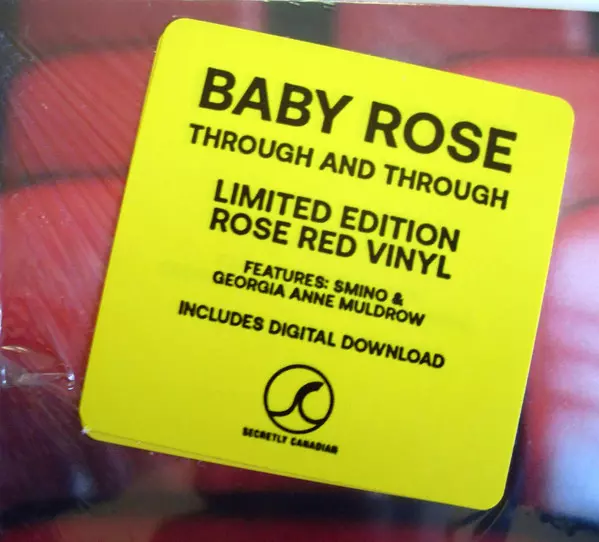 BABY ROSE
THROUGH AND THROUGH
LIMITED EDITION
ROSE RED VINYL
FEATURES: SMINO &
GEORGIA ANNE MULDROW
INCLUDES DIGITAL DOWNLOAD
SC
SECRETLY CANADIAN